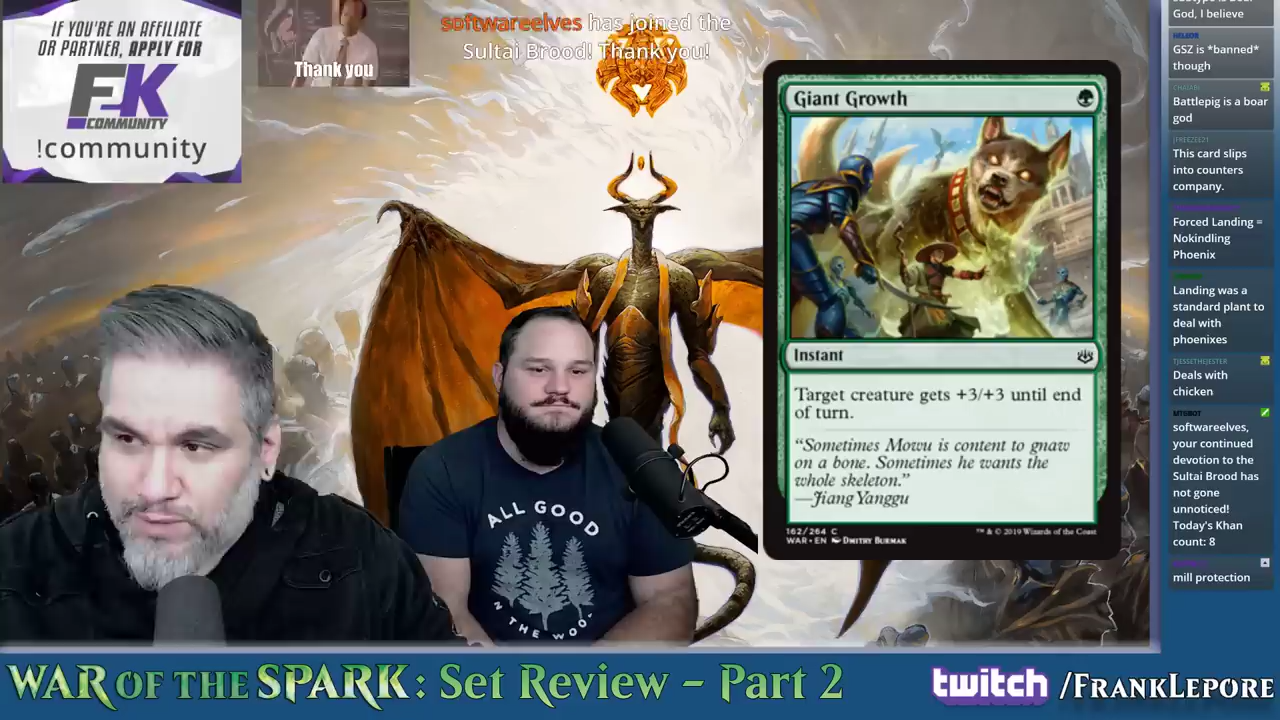 IF YOU'RE AN AFFILIATE
OR PARTNER, APPLY FOR
FK
COMMUNITY
!community
Thank you
softwareelves has joined the
Sultai Brood! Thank you!
Giant Growth
Instant
Target creature gets +3/+3 until end
of turn.
“Sometimes Mowu is content to gnaw
on a bone. Sometimes he wants the
whole skeleton.”
—Jiang Yanggu
162/264 C
WAR • EN Dmitry Burmak
™ & © 2019 Wizards of the Coast
ALL GOOD
N THE WOO
God, I believe
HELSOR
GSZ is *banned*
though
Battlepig is a boar
god
This card slips
into counters
company.
Forced Landing =
Nokindling
Phoenix
Landing was a
standard plant to
deal with
phoenixes
TJESSETHEJESTER
Deals with
chicken
MTGBOT
softwareelves,
your continued
devotion to the
Sultai Brood has
not gone
unnoticed!
Today's Khan
count: 8
mill protection
WAR OF THE SPARK: Set Review - Part 2
twitch /FRANKLEPORE